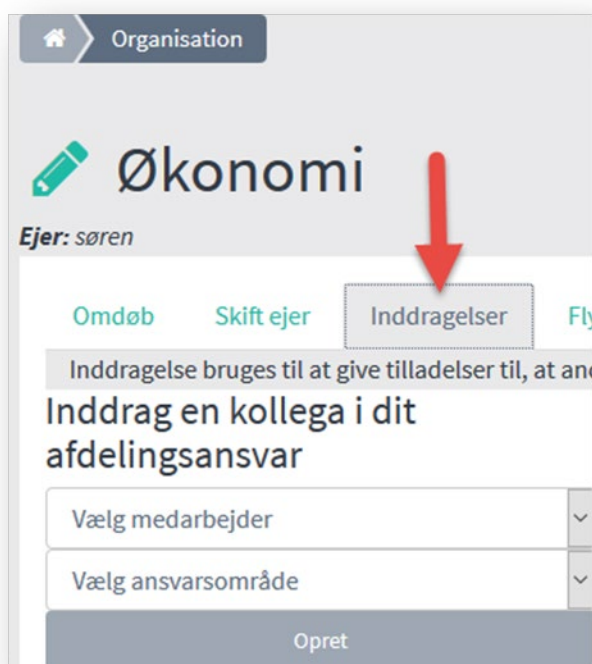 Organisation
Økonomi
Ejer: søren
Omdøb Skift ejer Inddragelser
Inddragelse bruges til at give tilladelser til, at
Inddrag en kollega i dit
afdelingsansvar
Vælg medarbejder
Vælg ansvarsområde
Opret